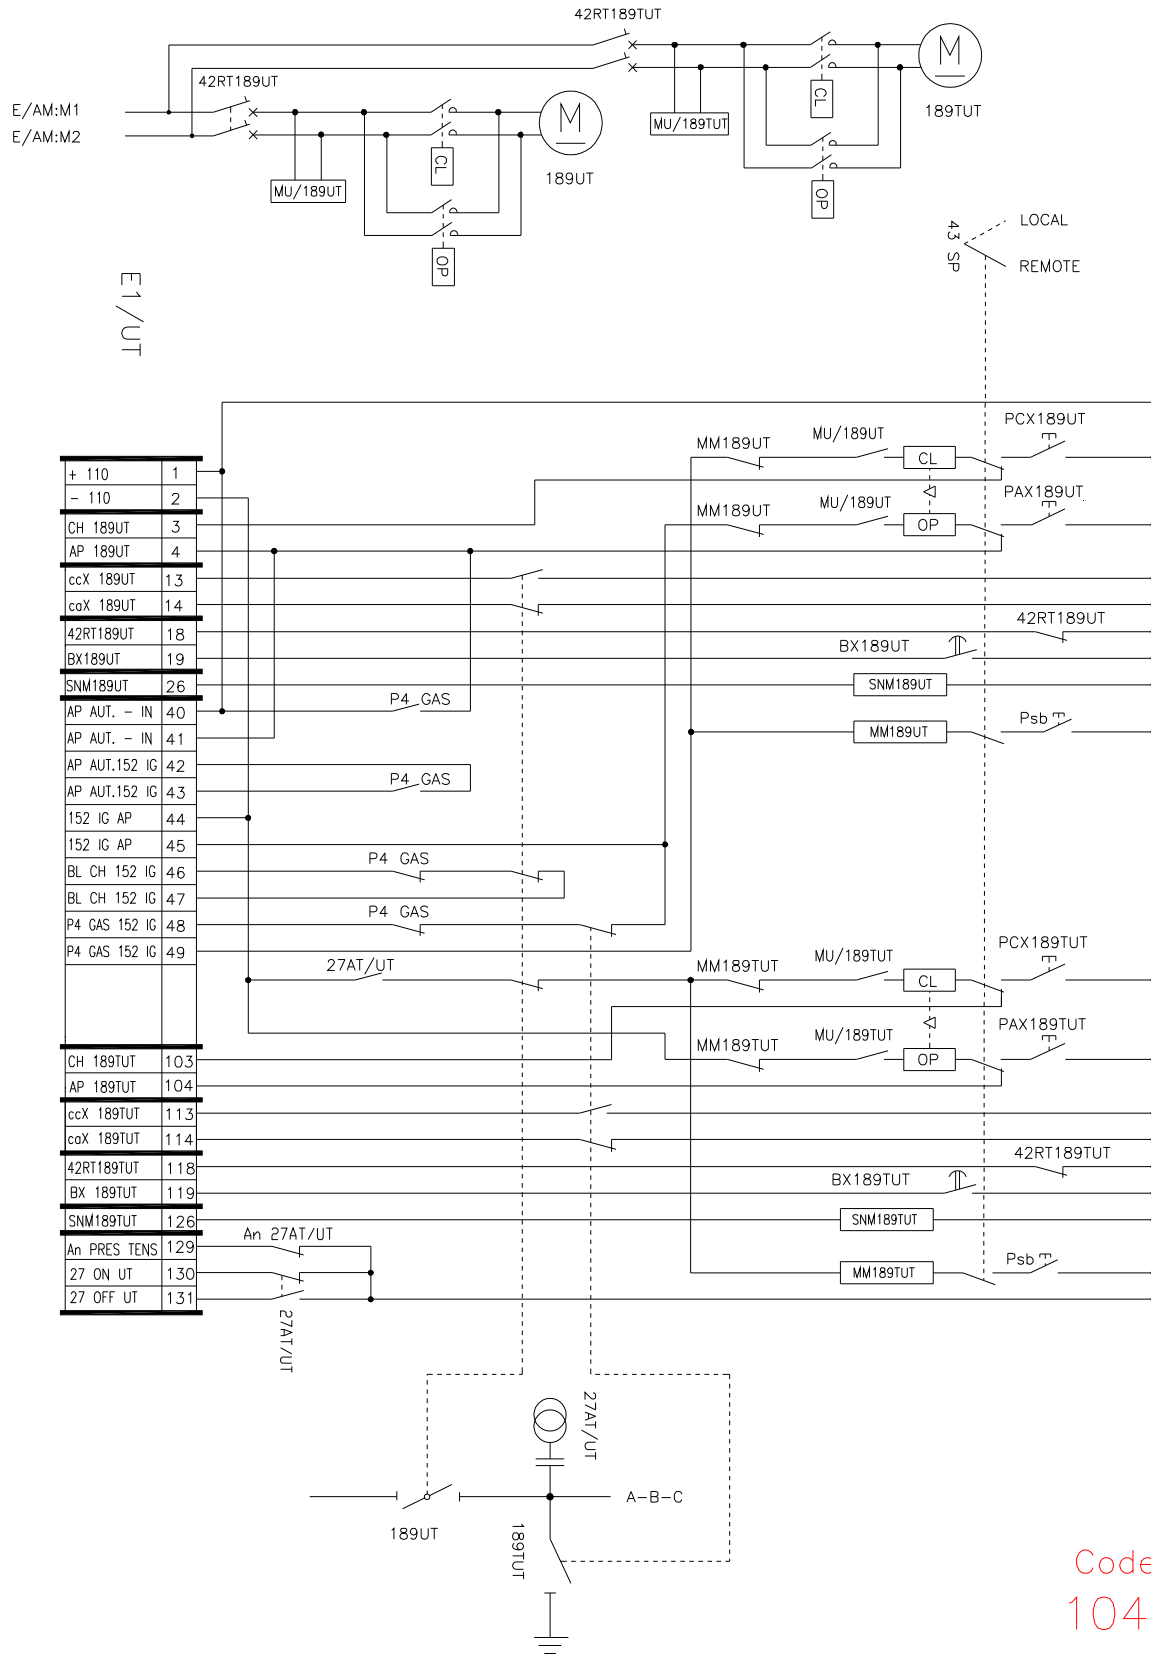 42RT189TUT
M
189TUT
CL
MU/189TUT
OP
42RT189UT
E/AM:M1
E/AM:M2
M
189UT
CL
MU/189UT
OP
43 SP
LOCAL
REMOTE
E1/UT
PCX189UT
MM189UT
MU/189UT
CL
PAX189UT
MM189UT
MU/189UT
OP
+ 110 1
- 110 2
CH 189UT 3
AP 189UT 4
ccX 189UT 13
caX 189UT 14
42RT189UT 18
42RT189UT
BX189UT 19
BX189UT
SNM189UT 26
SNM189UT
AP AUT. - IN 40
P4 GAS
AP AUT. - IN 41
MM189UT
Psb
AP AUT.152 IG 42
AP AUT.152 IG 43
P4 GAS
152 IG AP 44
152 IG AP 45
BL CH 152 IG 46
P4 GAS
BL CH 152 IG 47
P4 GAS 152 IG 48
P4 GAS
P4 GAS 152 IG 49
27AT/UT
MM189TUT
MU/189TUT
CL
PCX189TUT
MM189TUT
MU/189TUT
OP
PAX189TUT
CH 189TUT 103
AP 189TUT 104
ccX 189TUT 113
caX 189TUT 114
42RT189TUT 118
42RT189TUT
BX 189TUT 119
BX189TUT
SNM189TUT 126
SNM189TUT
An PRES TENS 129
An 27AT/UT
27 ON UT 130
MM189TUT
Psb
27 OFF UT 131
27AT/UT
27AT/UT
A-B-C
189UT
189TUT
Code
104